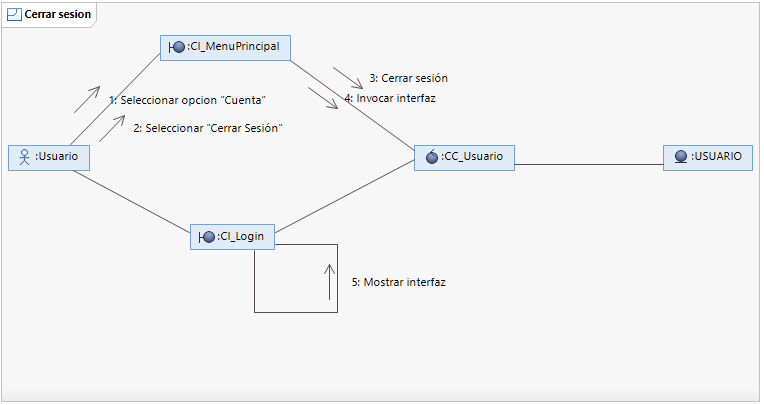 Cerrar sesion
:CI_MenuPrincipal
3: Cerrar sesión
1: Seleccionar opcion "Cuenta"
4: Invocar interfaz
2: Seleccionar "Cerrar Sesión"
:Usuario
:CC_Usuario
:USUARIO
:CI_Login
5: Mostrar interfaz